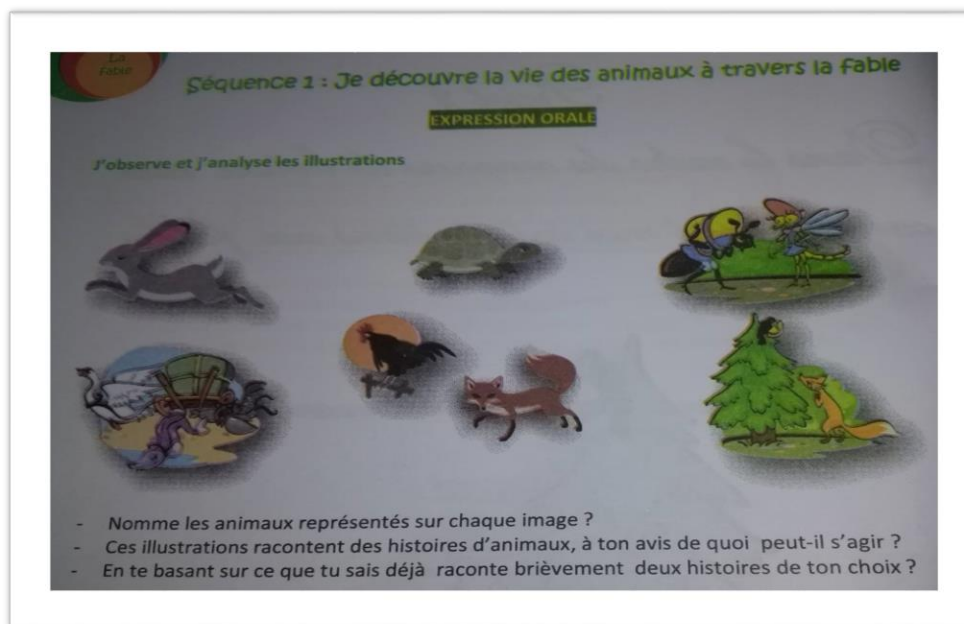 La
Fable
Séquence 1 : Je découvre la vie des animaux à travers la fable
EXPRESSION ORALE
J'observe et j'analyse les illustrations
- Nomme les animaux représentés sur chaque image ?
- Ces illustrations racontent des histoires d'animaux, à ton avis de quoi peut-il s'agir ?
- En te basant sur ce que tu sais déjà raconte brièvement deux histoires de ton choix ?